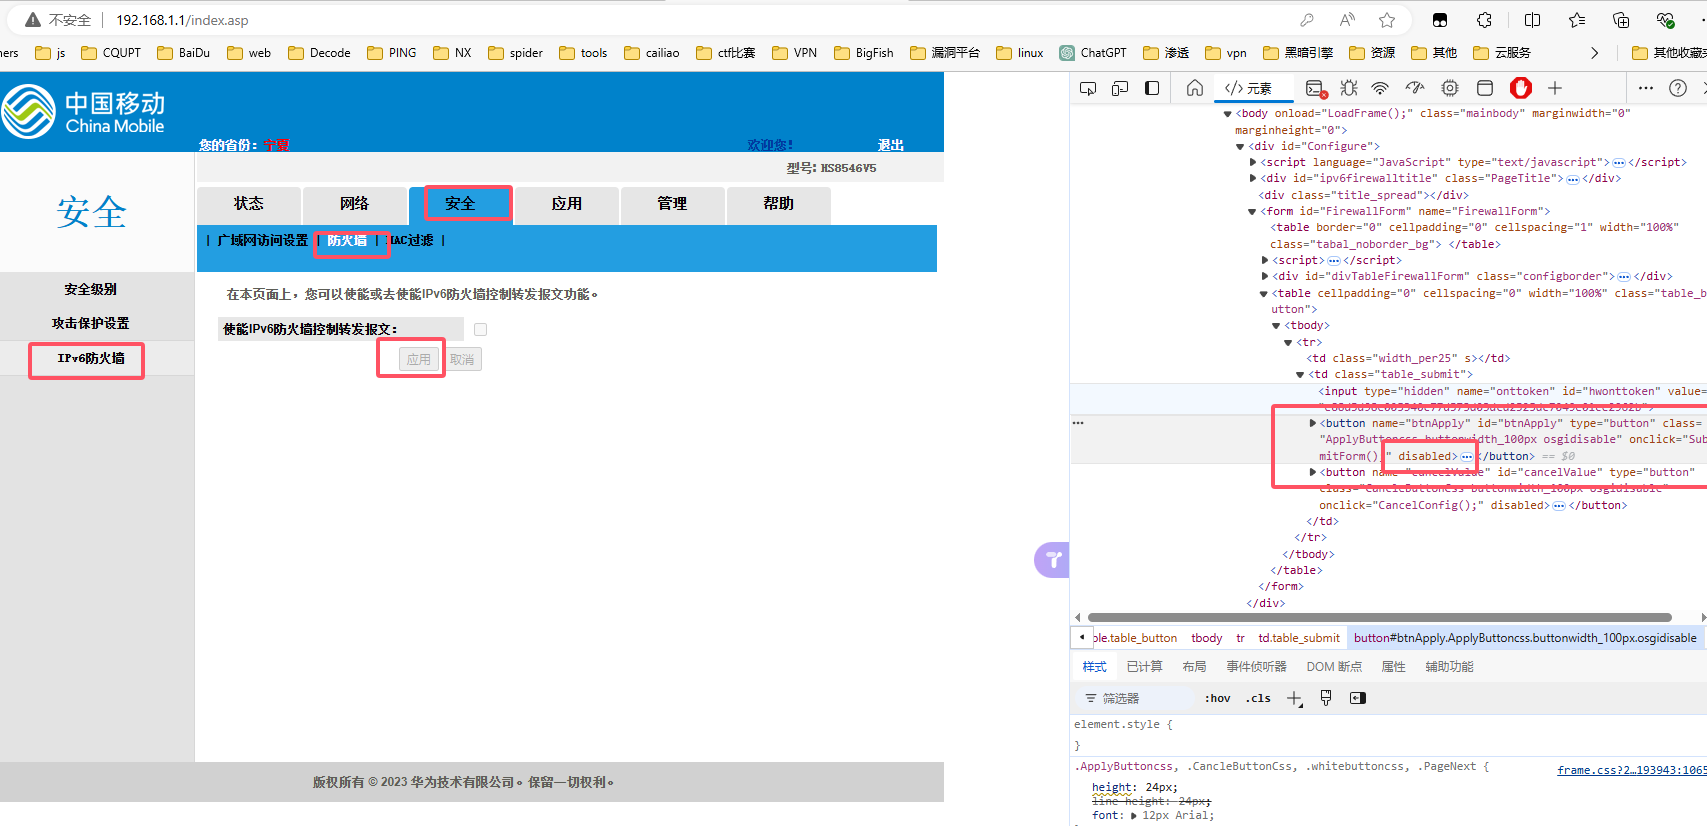 不安全 192.168.1.1/index.asp
ners js CQUPT BaiDu web Decode PING NX spider tools cailiao ctf比赛 VPN BigFish 漏洞平台 linux ChatGPT 渗透 vpn 黑暗引擎 资源 其他 云服务 其他收藏夹
中国移动
China Mobile
您的省份：宁夏 欢迎您！ 退出
型号: HS8546V5
安全
状态 网络 安全 应用 管理 帮助
| 广域网访问设置 | 防火墙 | MAC过滤 |
安全级别
攻击保护设置
IPv6防火墙
在本页面上，您可以使能或去使能IPv6防火墙控制转发报文功能。
使能IPv6防火墙控制转发报文：
应用 取消
版权所有 © 2023 华为技术有限公司。保留一切权利。
元素
<body onload="LoadFrame();" class="mainbody" marginwidth="0"
marginheight="0">
<div id="Configure">
<script language="JavaScript" type="text/javascript">…</script>
<div id="ipv6firewalltitle" class="PageTitle">…</div>
<div class="title_spread"></div>
<form id="FirewallForm" name="FirewallForm">
<table border="0" cellpadding="0" cellspacing="1" width="100%"
class="tabal_noborder_bg"> </table>
<script>…</script>
<div id="divTableFirewallForm" class="configborder">…</div>
<table cellpadding="0" cellspacing="0" width="100%" class="table_b
utton">
<tbody>
<tr>
<td class="width_per25" s></td>
<td class="table_submit">
<input type="hidden" name="onttoken" id="hwonttoken" value=
<button name="btnApply" id="btnApply" type="button" class=
"ApplyButtoncss buttonwidth_100px osgidisable" onclick="Sub
mitForm();" disabled>…</button> == $0
<button name="cancelValue" id="cancelValue" type="button"
class="CancleButtonCss buttonwidth_100px osgidisable"
onclick="CancelConfig();" disabled>…</button>
</td>
</tr>
</tbody>
</table>
</form>
</div>
ble.table_button tbody tr td.table_submit button#btnApply.ApplyButtoncss.buttonwidth_100px.osgidisable
样式 已计算 布局 事件侦听器 DOM 断点 属性 辅助功能
筛选器 :hov .cls
element.style {
}
.ApplyButtoncss, .CancleButtonCss, .whitebuttoncss, .PageNext { frame.css?2…193943:1065
height: 24px;
line-height: 24px;
font: 12px Arial;